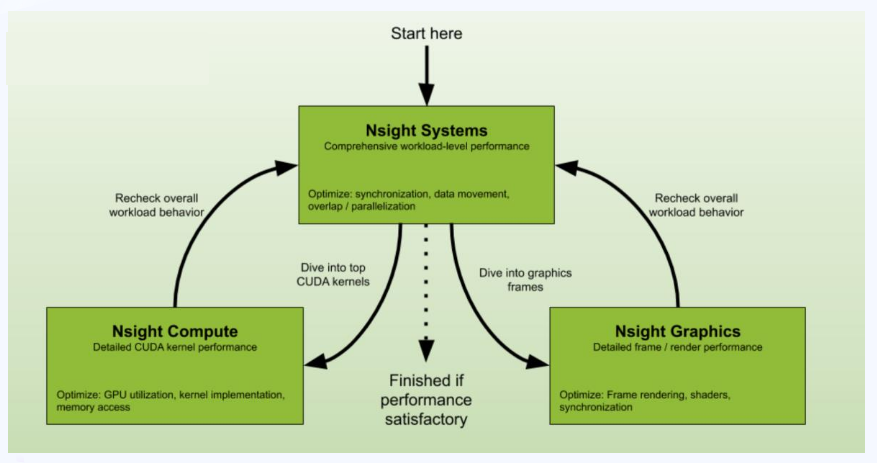 Start here
Nsight Systems
Comprehensive workload-level performance
Optimize: synchronization, data movement,
overlap / parallelization
Recheck overall
workload behavior
Recheck overall
workload behavior
Dive into top
CUDA kernels
Dive into graphics
frames
Nsight Compute
Detailed CUDA kernel performance
Optimize: GPU utilization, kernel implementation,
memory access
Finished if
performance
satisfactory
Nsight Graphics
Detailed frame / render performance
Optimize: Frame rendering, shaders,
synchronization